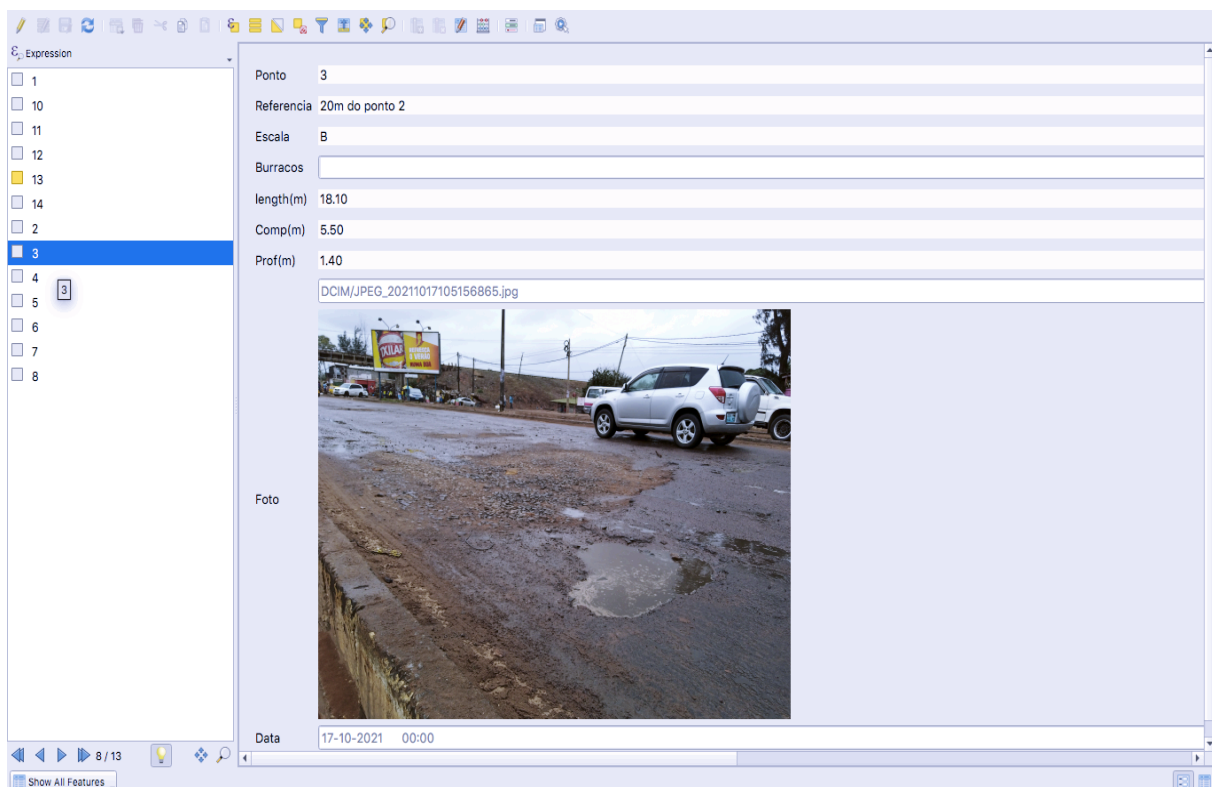 Expression
1
10
11
12
13
14
2
3
4
3
5
6
7
8
Ponto 3
Referencia 20m do ponto 2
Escala B
Burracos
length(m) 18.10
Comp(m) 5.50
Prof(m) 1.40
DCIM/JPEG_20211017105156865.jpg
TXILAR
Foto
Data 17-10-2021 00:00
8 / 13
Show All Features